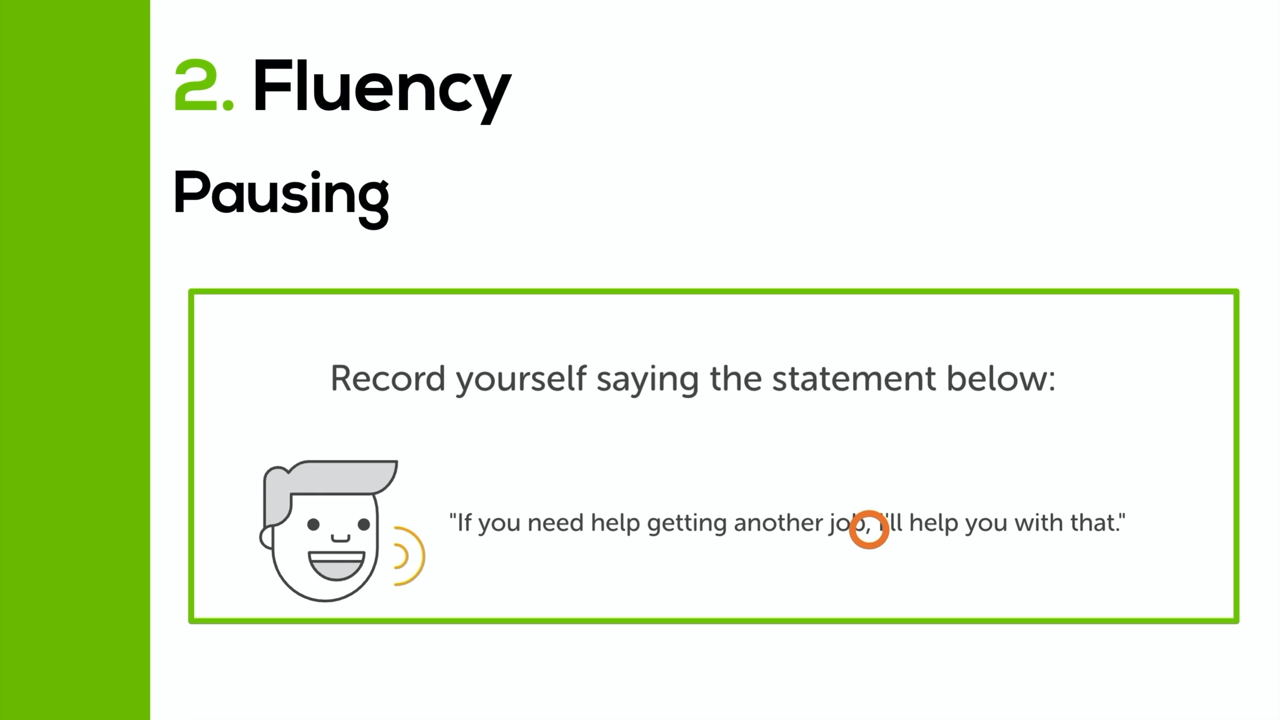 2. Fluency
Pausing
Record yourself saying the statement below:
"If you need help getting another job, I'll help you with that."